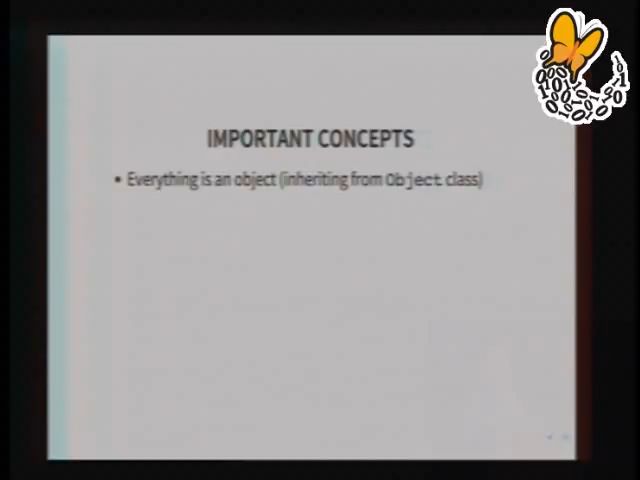 IMPORTANT CONCEPTS
• Everything is an object (inheriting from Object class)